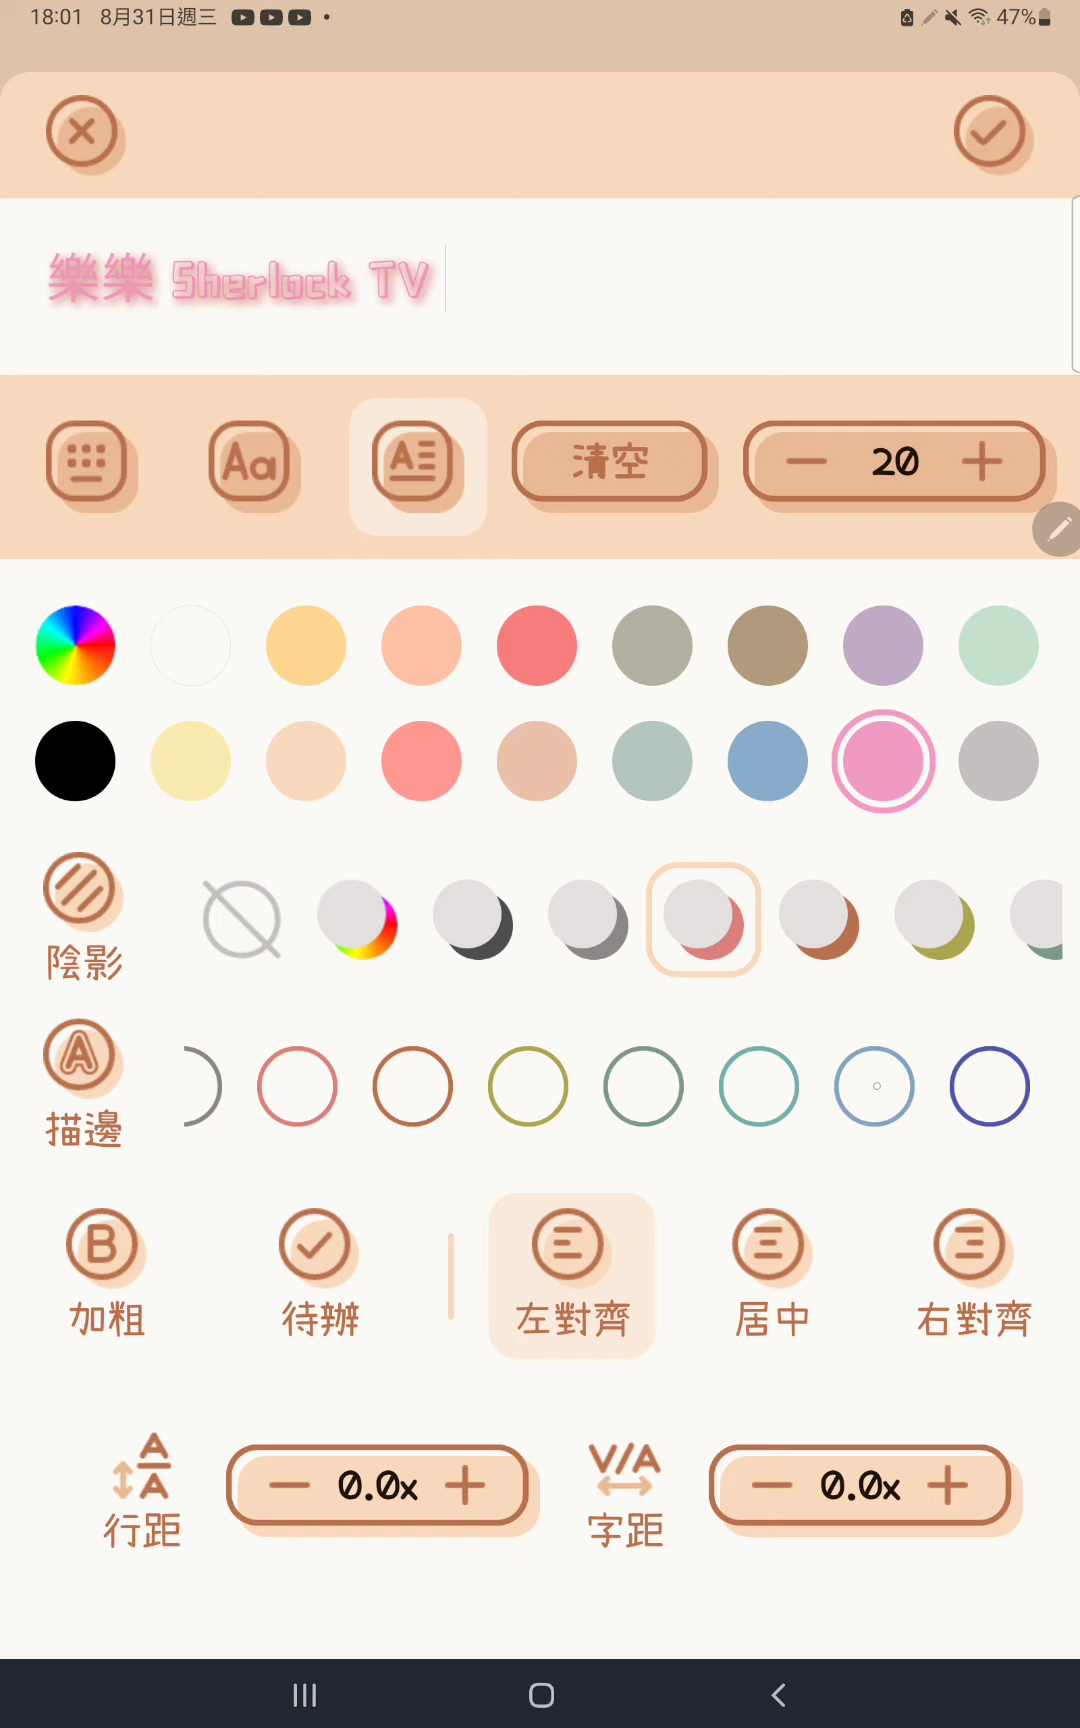 18:01 8月31日週三 47%
樂樂 Sherlock TV
Aa A 清空 20
陰影
A
描邊
B
加粗 待辦 左對齊 居中 右對齊
A
A 0.0x V/A 0.0x
行距 字距